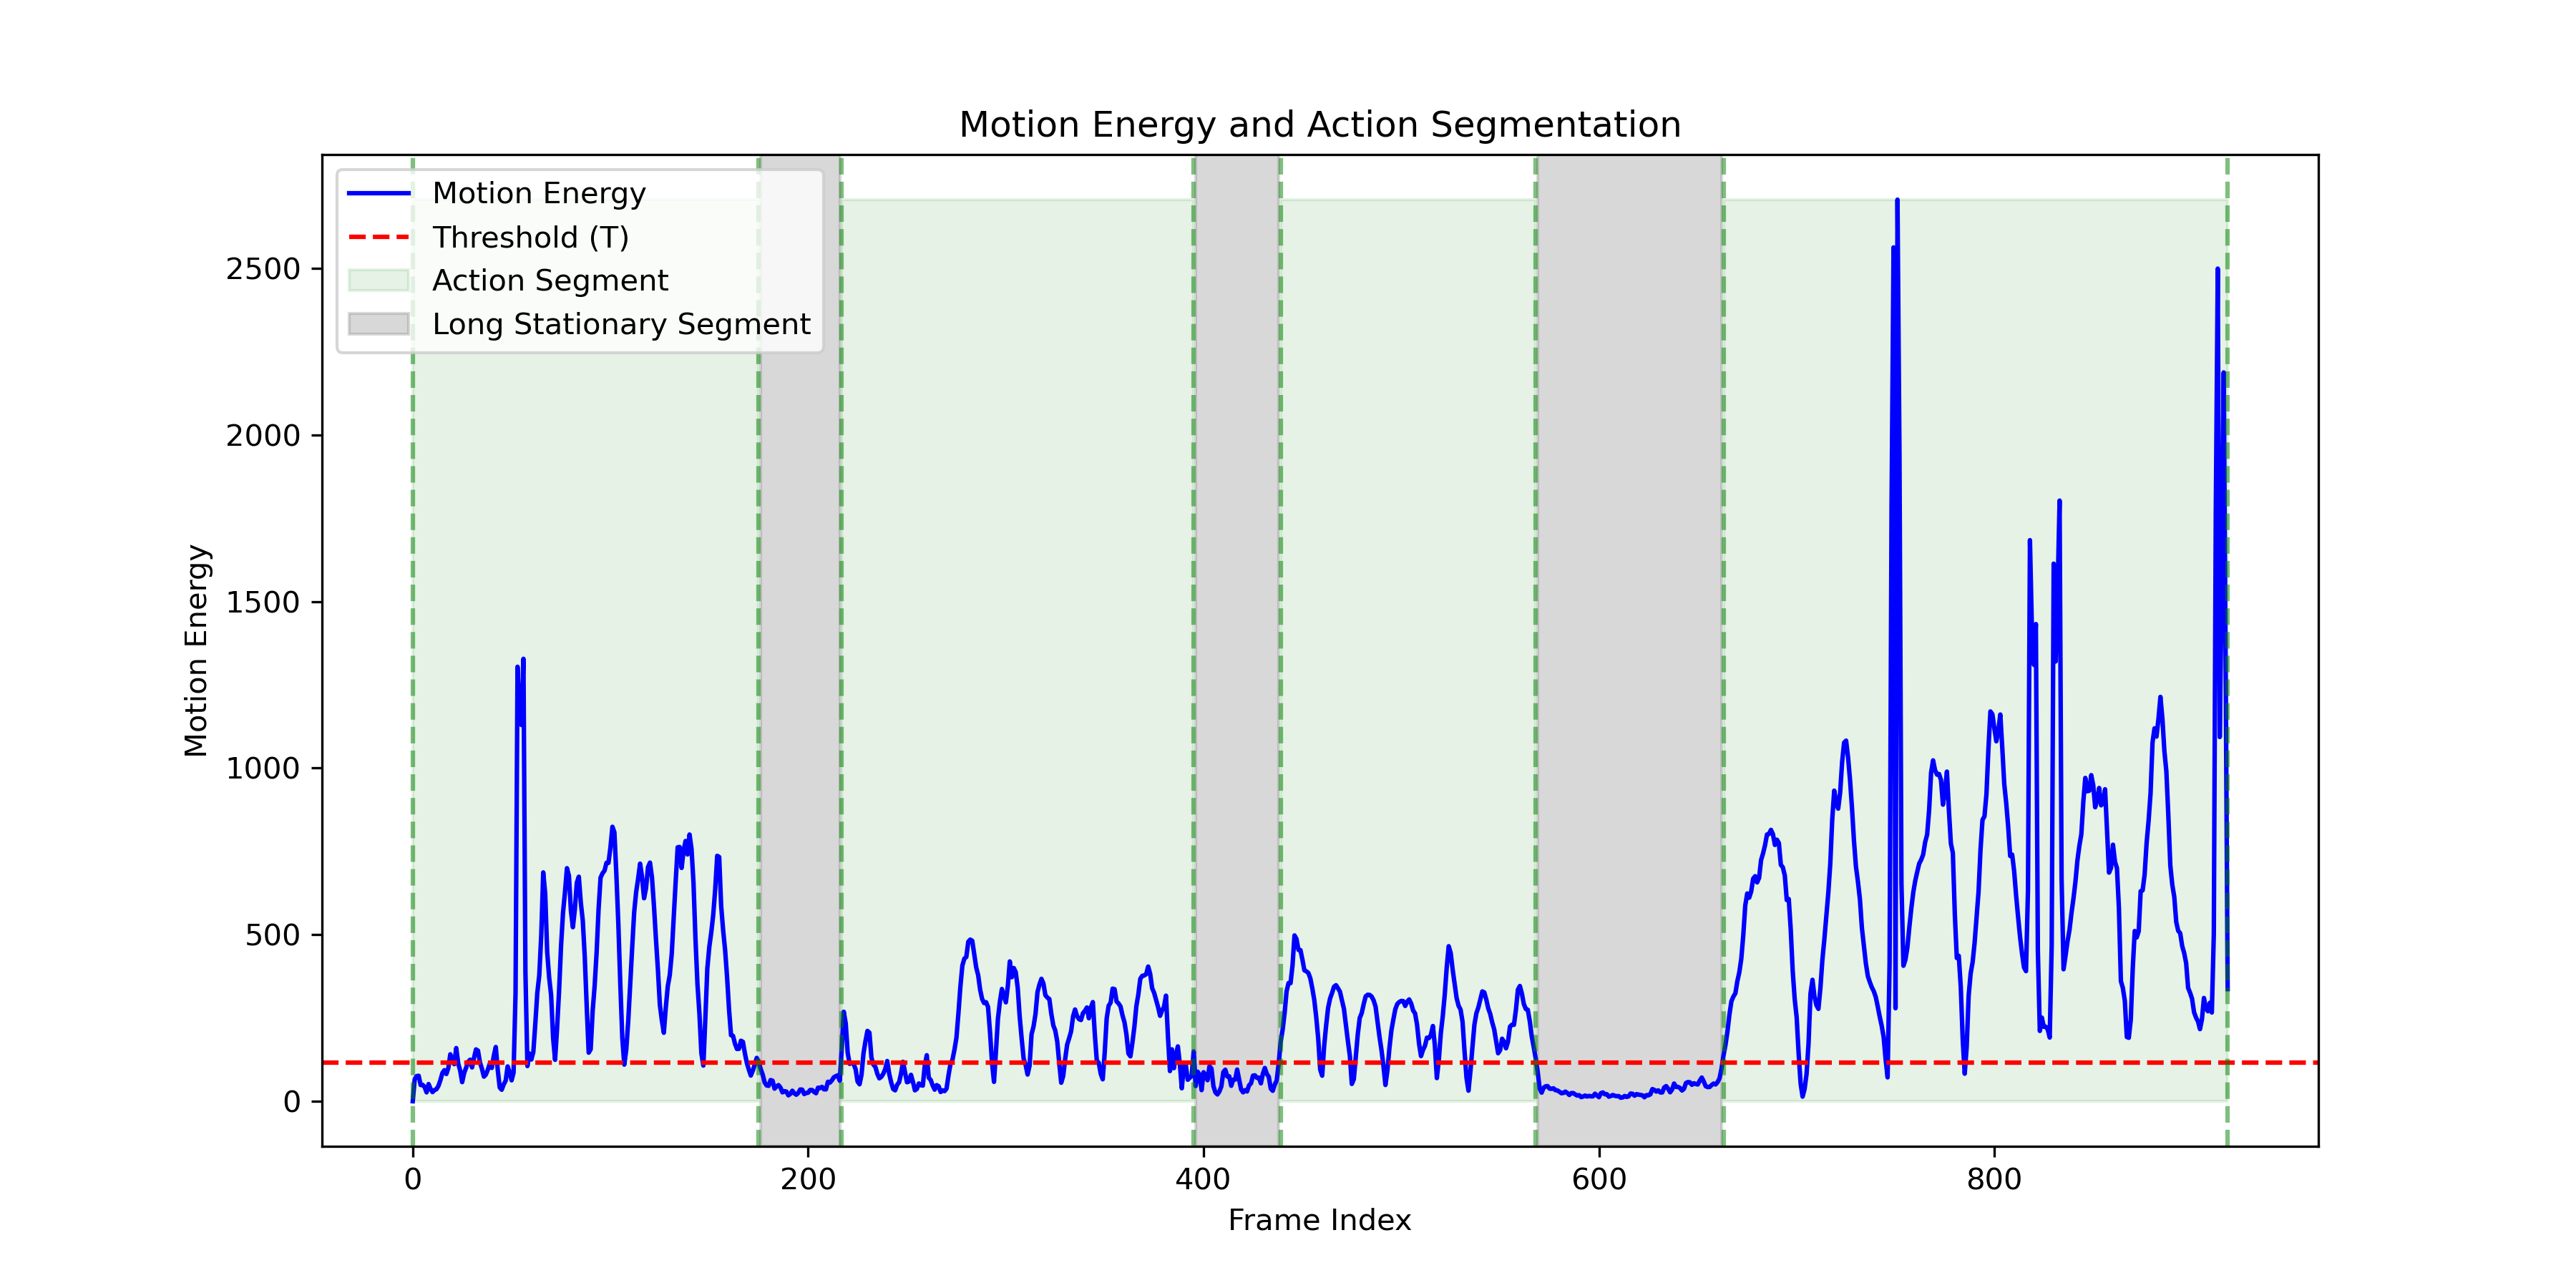 Motion Energy and Action Segmentation
Motion Energy
Threshold (T)
Action Segment
Long Stationary Segment
2500
2000
1500
1000
500
0
Motion Energy
0 200 400 600 800
Frame Index